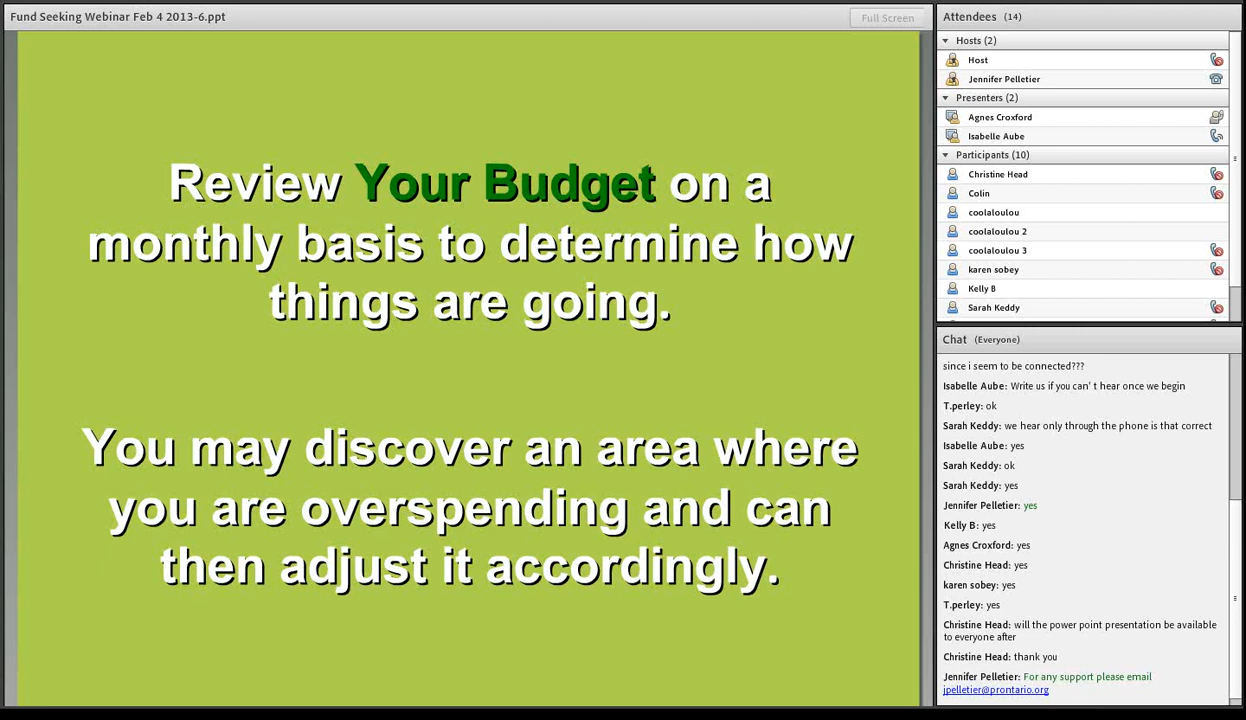 Fund Seeking Webinar Feb 4 2013-6.ppt
Full Screen
Review Your Budget on a
monthly basis to determine how
things are going.
You may discover an area where
you are overspending and can
then adjust it accordingly.
Attendees (14)
Hosts (2)
Host
Jennifer Pelletier
Presenters (2)
Agnes Croxford
Isabelle Aube
Participants (10)
Christine Head
Colin
coolaloulou
coolaloulou 2
coolaloulou 3
karen sobey
Kelly B
Sarah Keddy
Chat (Everyone)
since i seem to be connected???
Isabelle Aube: Write us if you can' t hear once we begin
T.perley: ok
Sarah Keddy: we hear only through the phone is that correct
Isabelle Aube: yes
Sarah Keddy: ok
Sarah Keddy: yes
Jennifer Pelletier: yes
Kelly B: yes
Agnes Croxford: yes
Christine Head: yes
karen sobey: yes
T.perley: yes
Christine Head: will the power point presentation be available
to everyone after
Christine Head: thank you
Jennifer Pelletier: For any support please email
jpelletier@prontario.org